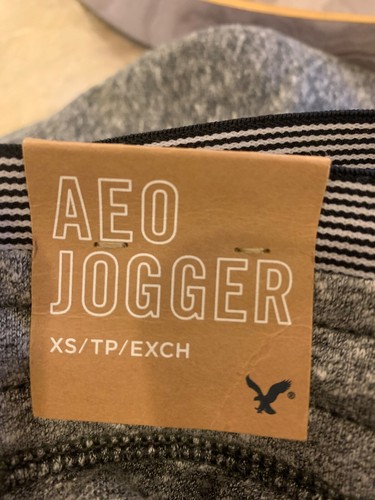 AEO
JOGGER
XS/TP/EXCH
®